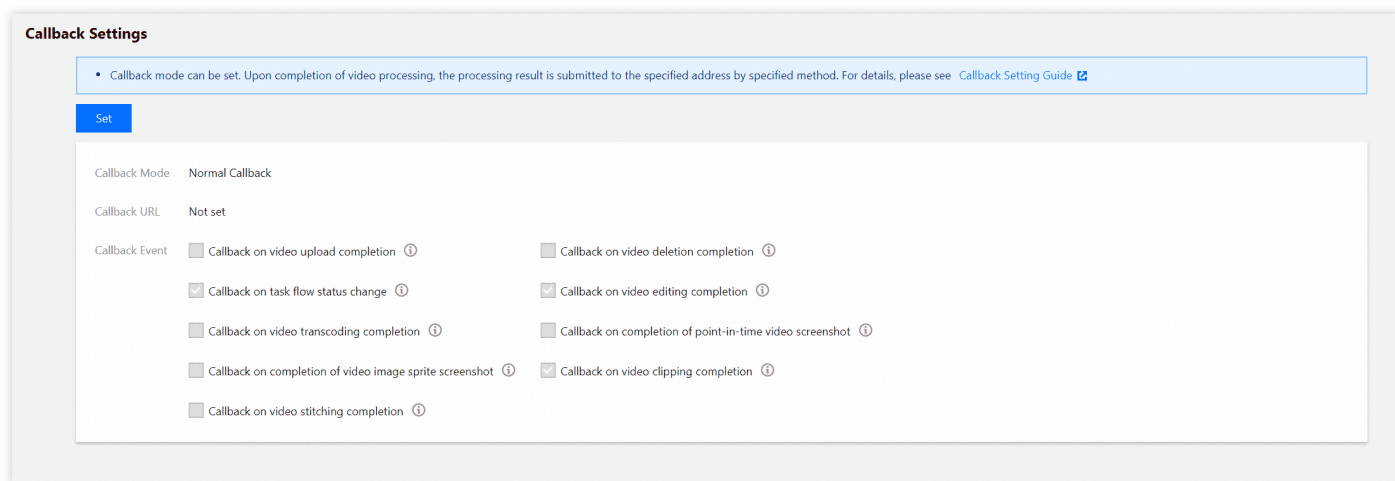 Callback Settings
• Callback mode can be set. Upon completion of video processing, the processing result is submitted to the specified address by specified method. For details, please see Callback Setting Guide
Set
Callback Mode Normal Callback
Callback URL Not set
Callback Event Callback on video upload completion Callback on video deletion completion
Callback on task flow status change Callback on video editing completion
Callback on video transcoding completion Callback on completion of point-in-time video screenshot
Callback on completion of video image sprite screenshot Callback on video clipping completion
Callback on video stitching completion